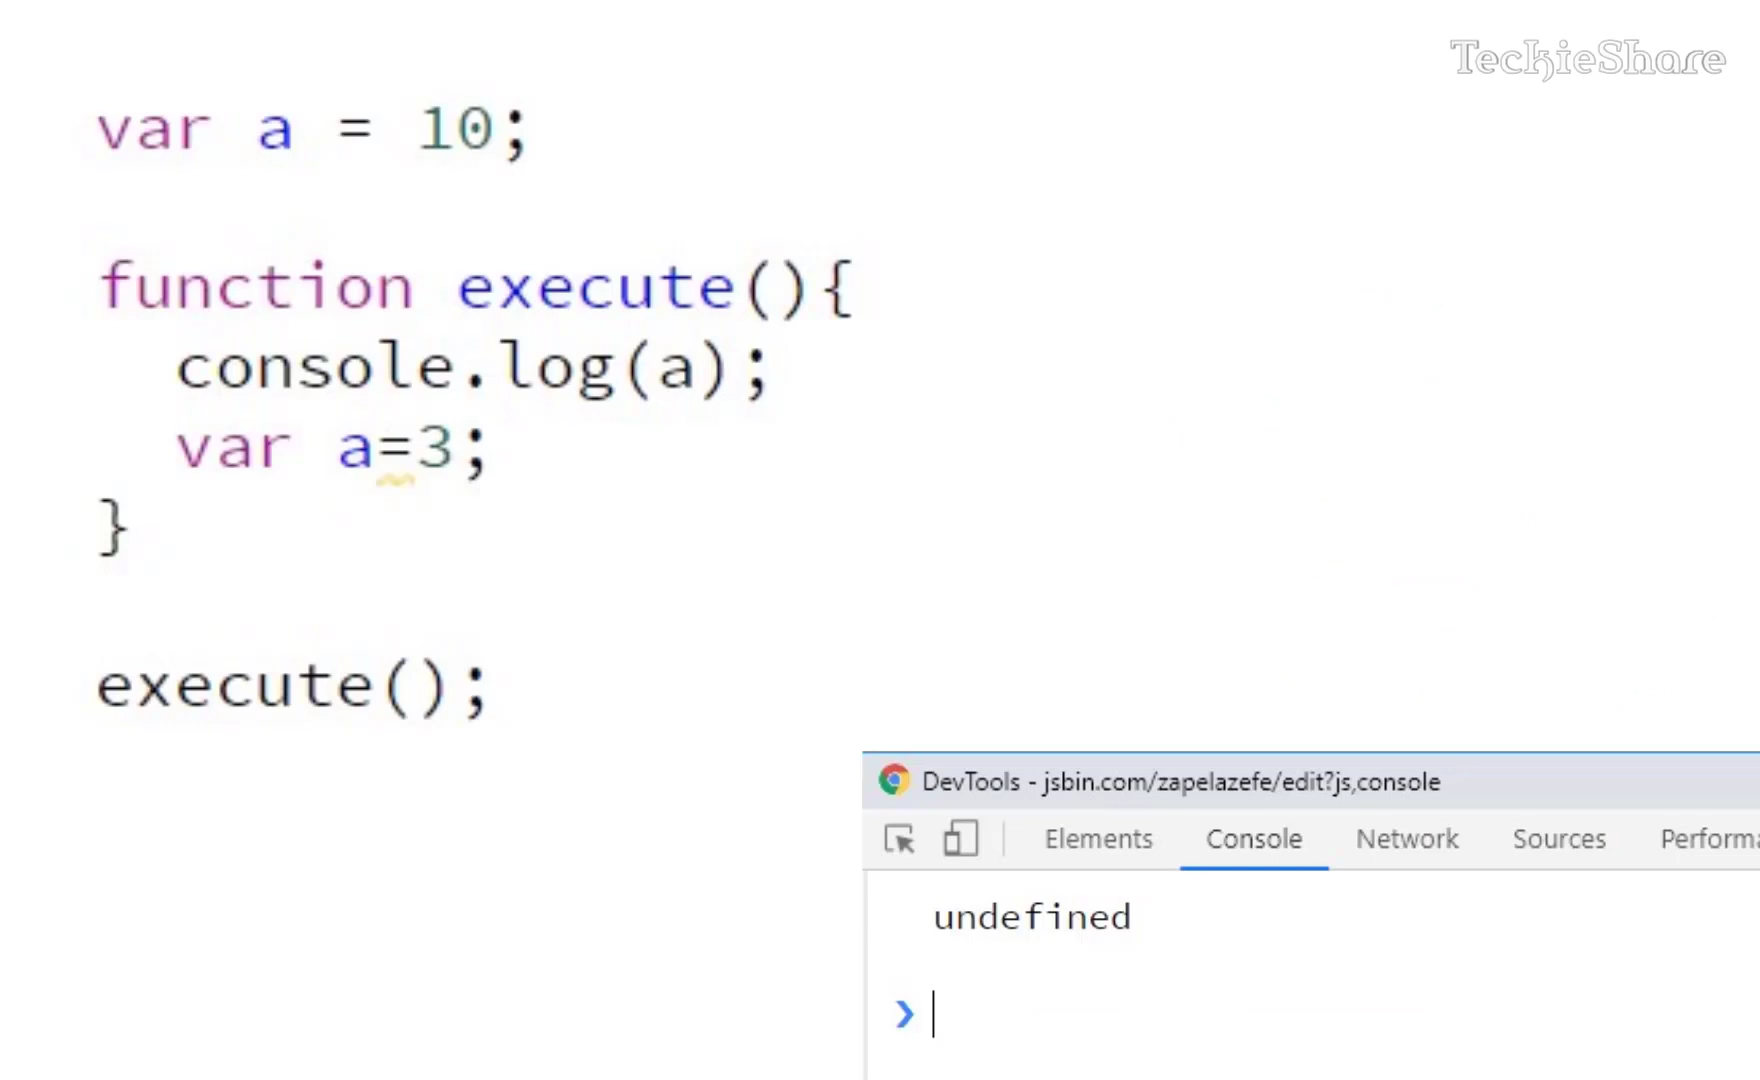 TechieShare
var a = 10;
function execute(){
console.log(a);
var a=3;
}
execute();
DevTools - jsbin.com/zapelazefe/edit?js,console
Elements Console Network Sources Performa
undefined
❯